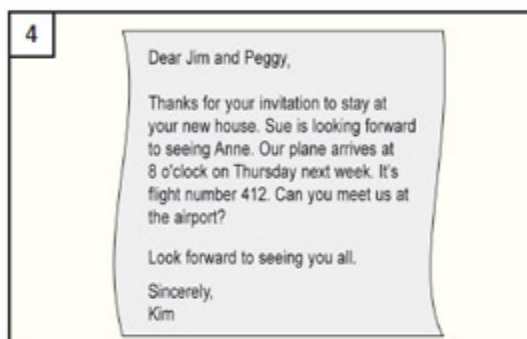 4
Dear Jim and Peggy,
Thanks for your invitation to stay at
your new house. Sue is looking forward
to seeing Anne. Our plane arrives at
8 o'clock on Thursday next week. It's
flight number 412. Can you meet us at
the airport?
Look forward to seeing you all.
Sincerely,
Kim